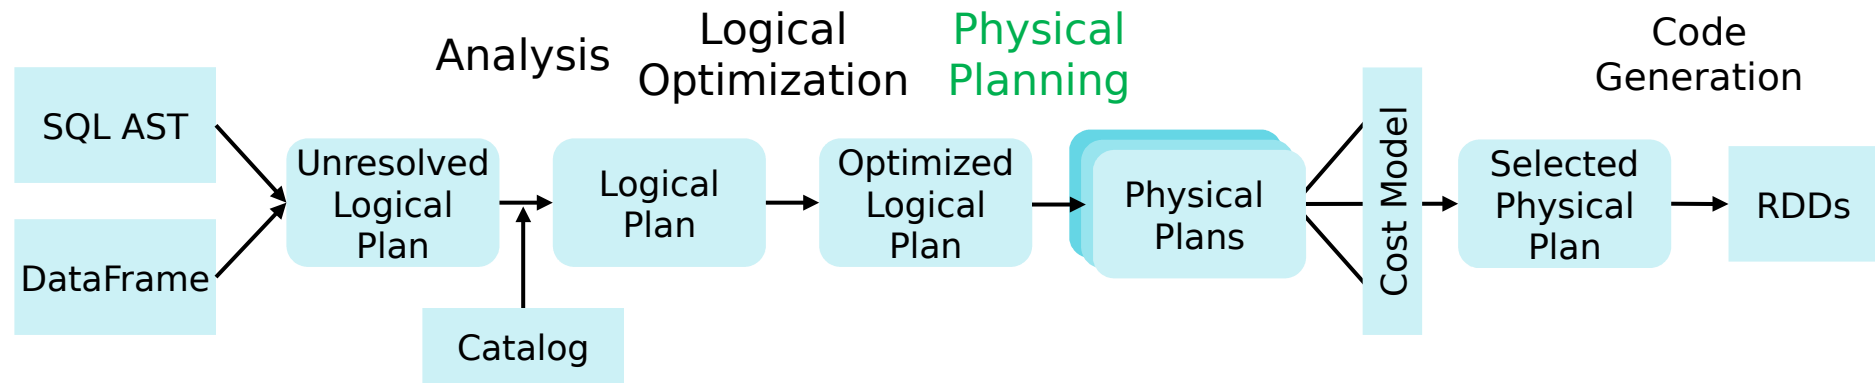 Analysis
Logical
Optimization
Physical
Planning
Code
Generation
SQL AST
DataFrame
Unresolved
Logical
Plan
Catalog
Logical
Plan
Optimized
Logical
Plan
Physical
Plans
Cost Model
Selected
Physical
Plan
RDDs